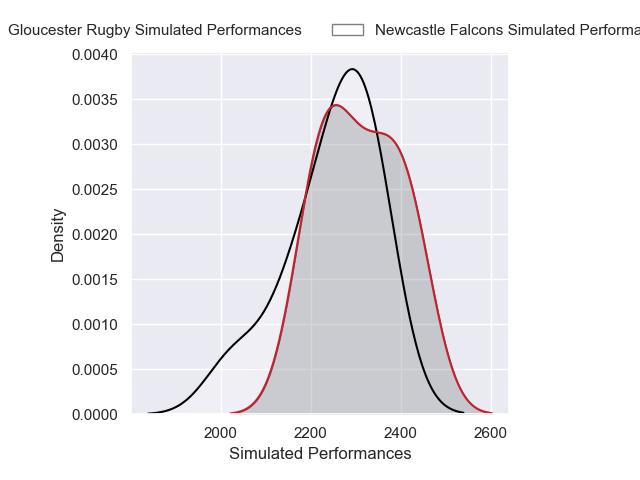 Gloucester Rugby Simulated Performances Newcastle Falcons Simulated Performa
0.0040
0.0035
0.0030
0.0025
0.0020
0.0015
0.0010
0.0005
0.0000
Density
2000 2200 2400 2600
Simulated Performances